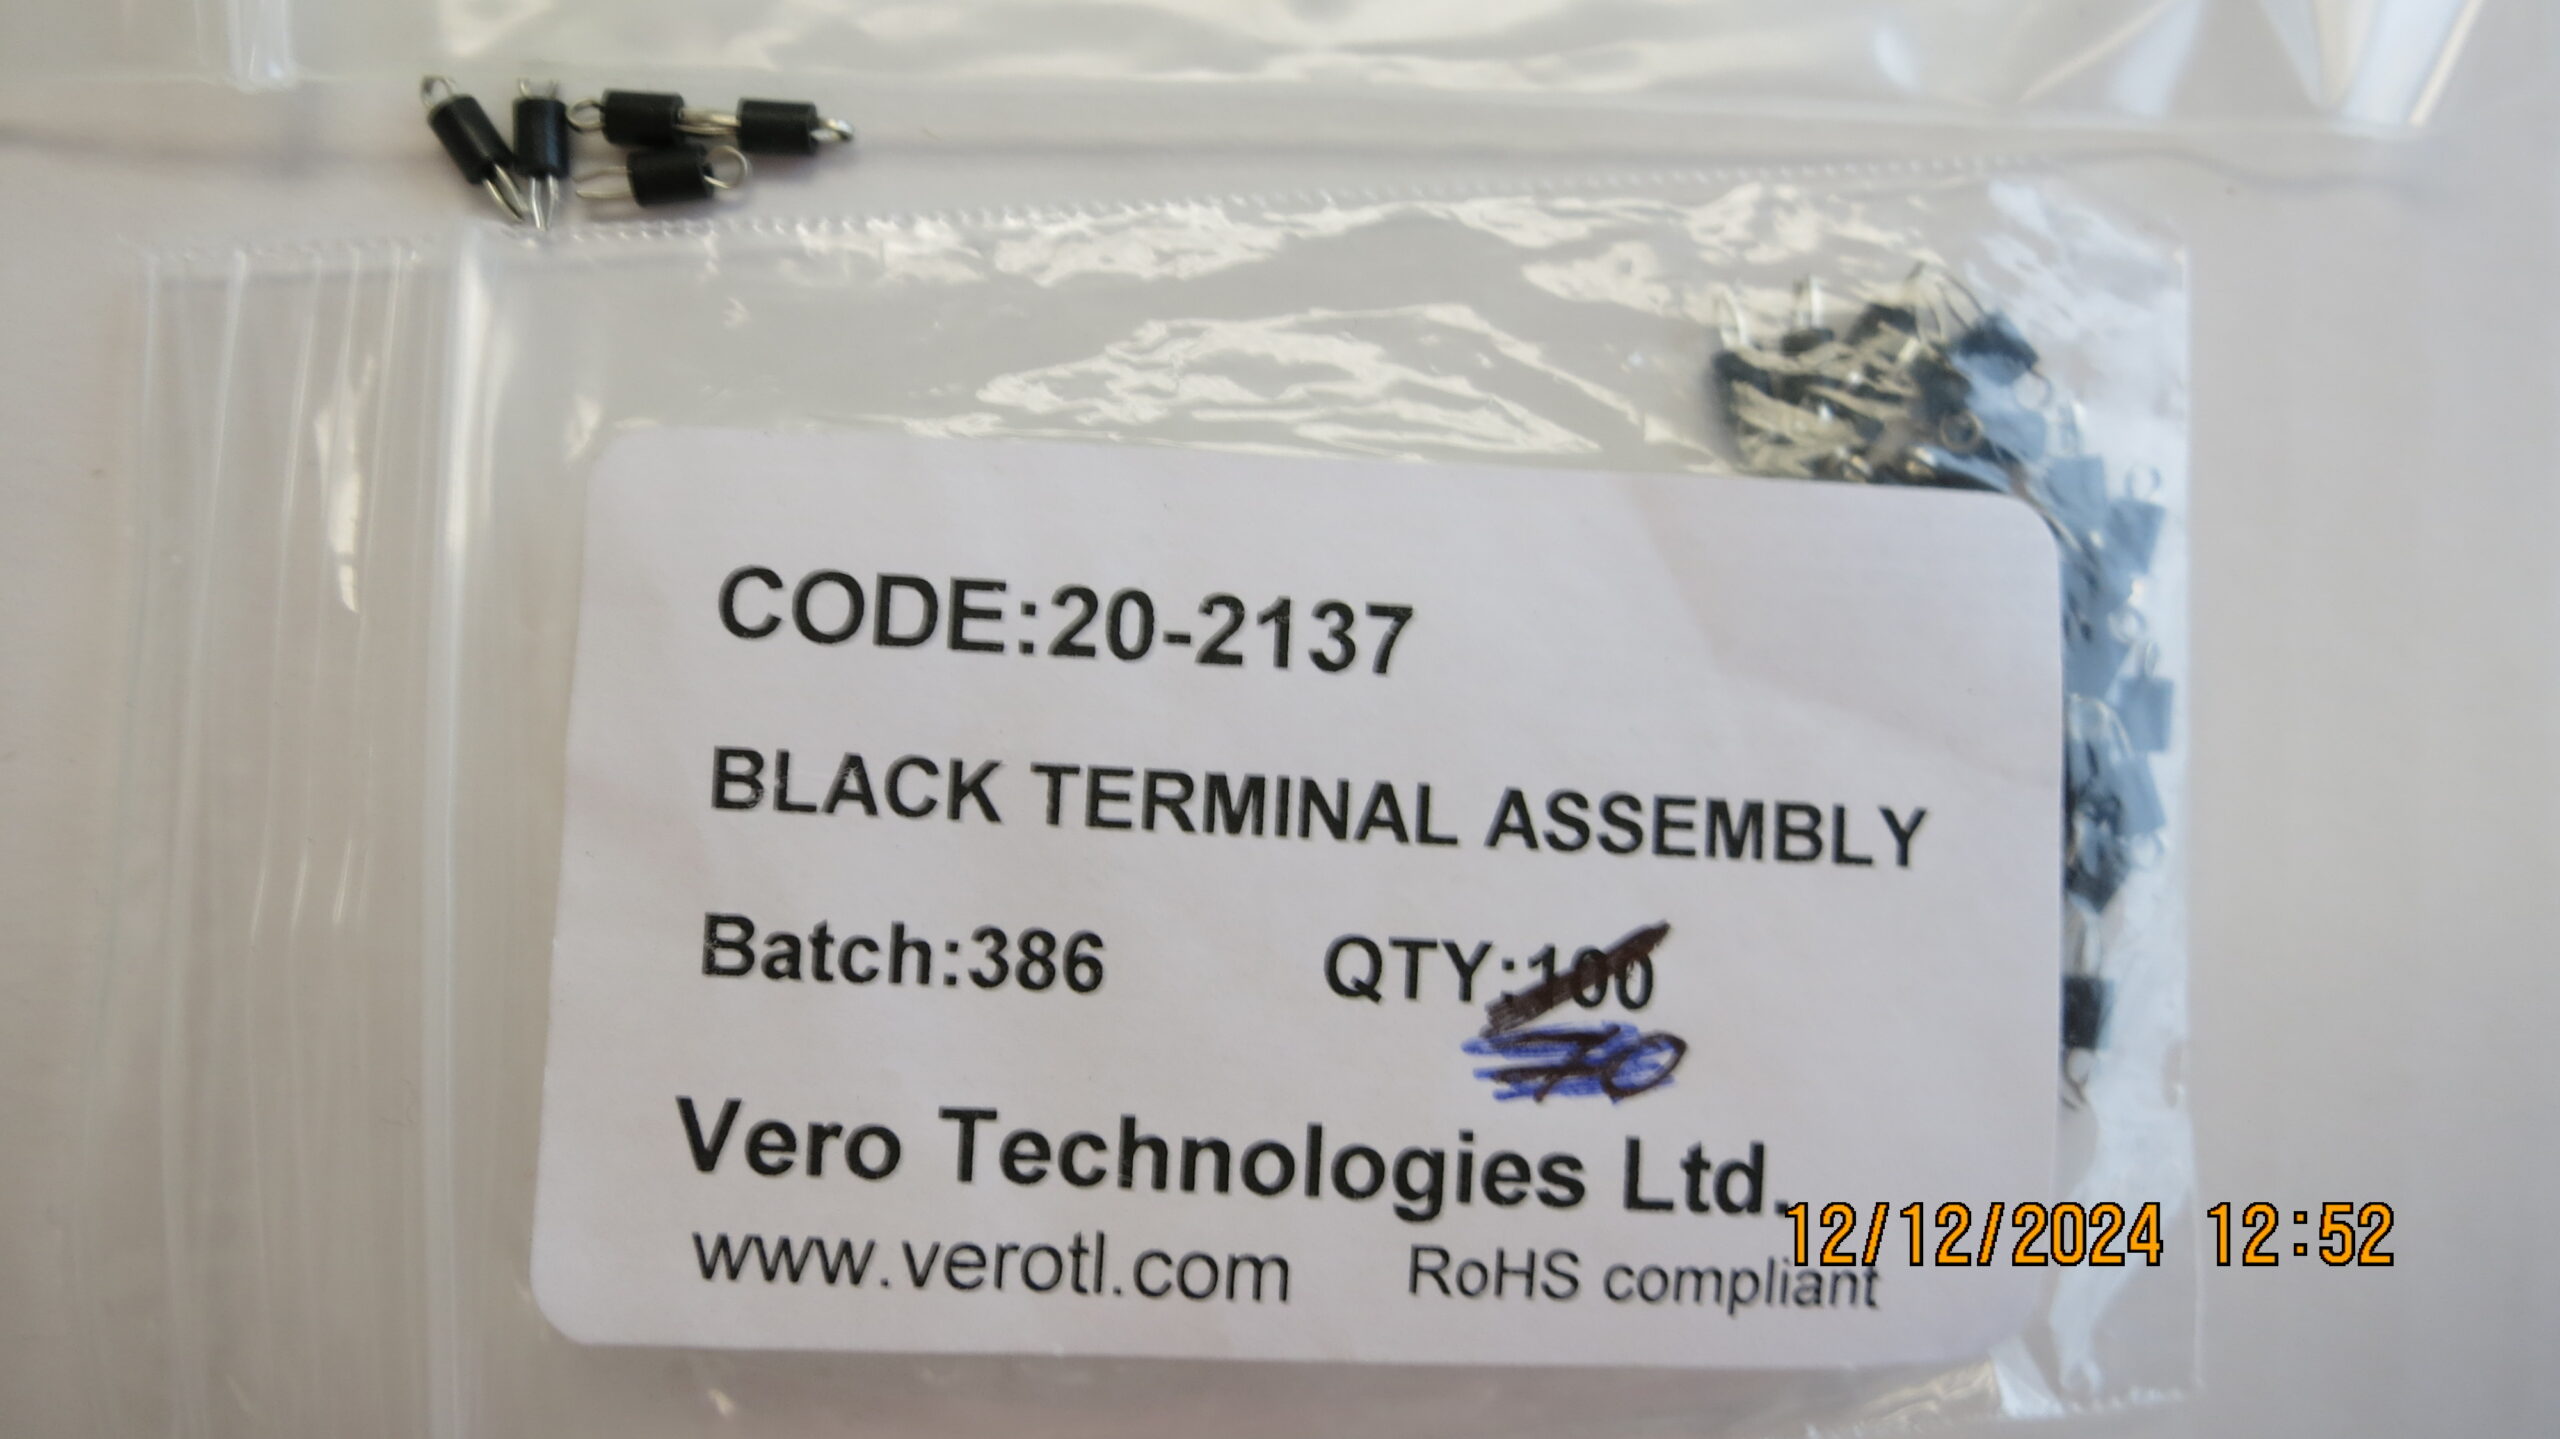 CODE:20-2137
BLACK TERMINAL ASSEMBLY
Batch:386 QTY:100
70
Vero Technologies Ltd.
www.verotl.com RoHS compliant
12/12/2024 12:52